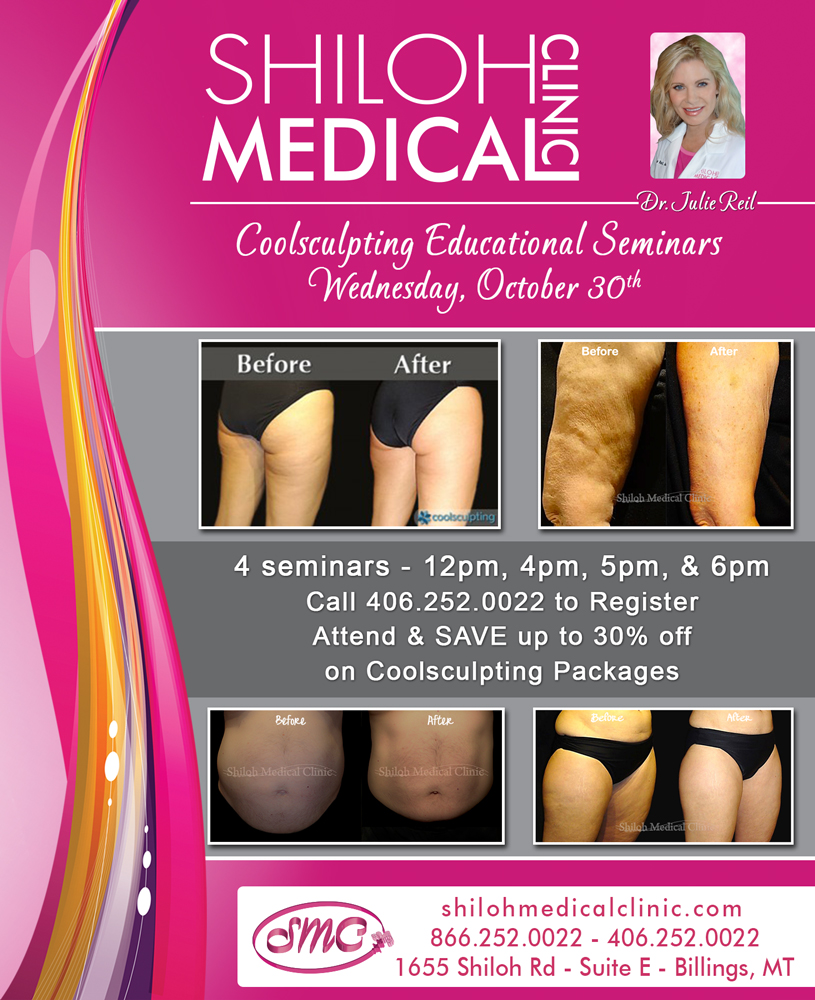 SHILOH
MEDICAL
CLINIC
Dr. Julie Reil
Coolsculpting Educational Seminars
Wednesday, October 30th
Before After
coolsculpting
Before After
Shiloh Medical Clinic
4 seminars - 12pm, 4pm, 5pm, & 6pm
Call 406.252.0022 to Register
Attend & SAVE up to 30% off
on Coolsculpting Packages
Before After
Shiloh Medical Clinic Shiloh Medical Clinic
Before After
Shiloh Medical Clinic
SMC
shilohmedicalclinic.com
866.252.0022 - 406.252.0022
1655 Shiloh Rd - Suite E - Billings, MT